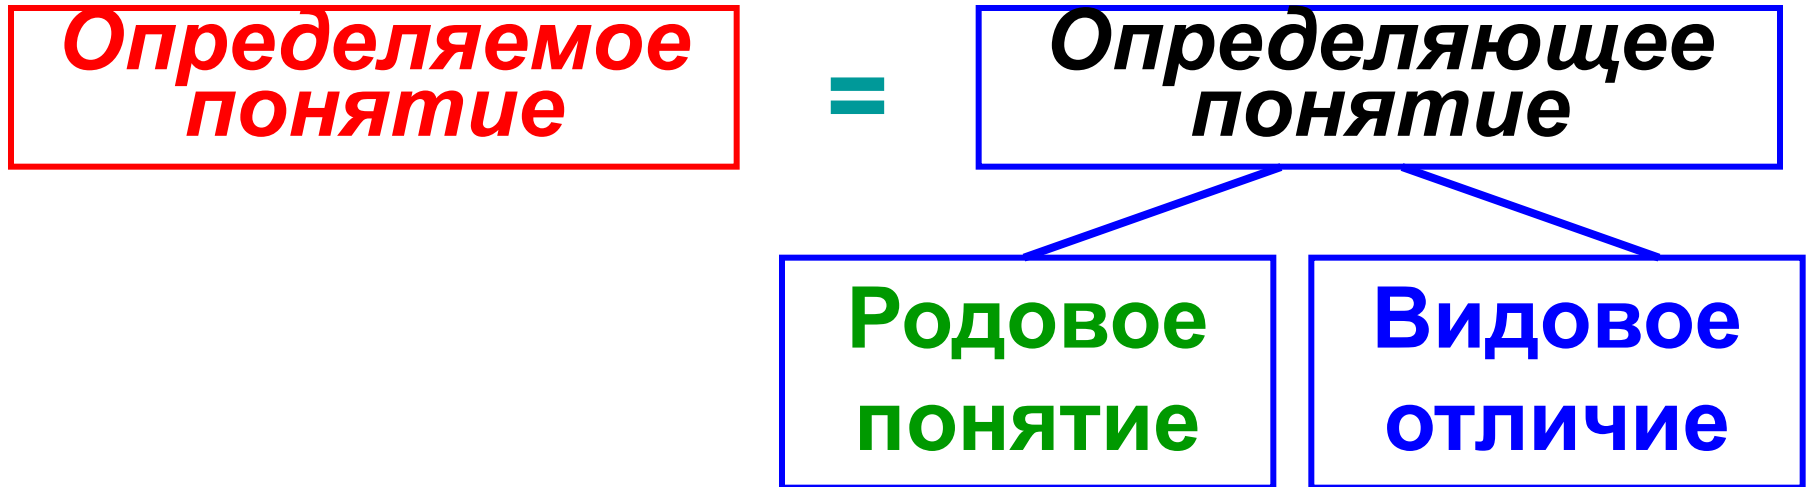 Определяемое
понятие
=
Определяющее
понятие
Родовое
понятие
Видовое
отличие